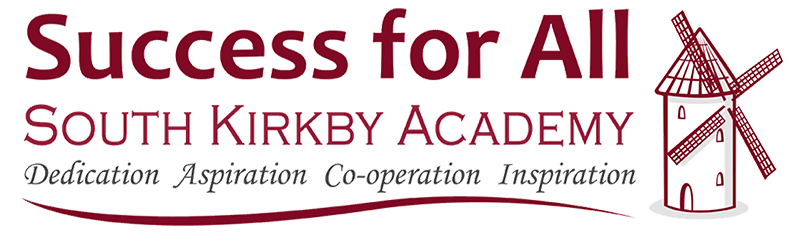 Success for All
SOUTH KIRKBY ACADEMY
Dedication Aspiration Co-operation Inspiration